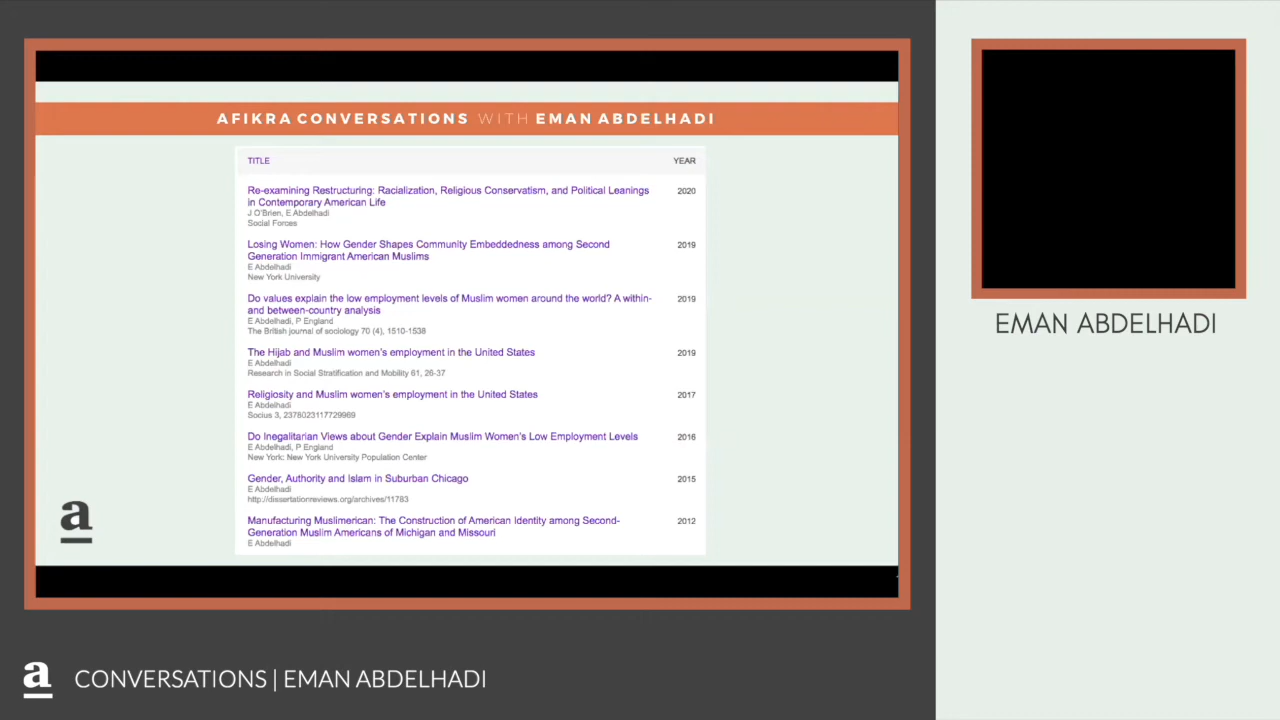 AFIKRA CONVERSATIONS WITH EMAN ABDELHADI
TITLE YEAR
Re-examining Restructuring: Racialization, Religious Conservatism, and Political Leanings 2020
in Contemporary American Life
J O'Brien, E Abdelhadi
Social Forces
Losing Women: How Gender Shapes Community Embeddedness among Second 2019
Generation Immigrant American Muslims
E Abdelhadi
New York University
Do values explain the low employment levels of Muslim women around the world? A within- 2019
and between-country analysis
E Abdelhadi, P England
The British journal of sociology 70 (4), 1510-1538
The Hijab and Muslim women's employment in the United States 2019
E Abdelhadi
Research in Social Stratification and Mobility 61, 26-37
Religiosity and Muslim women's employment in the United States 2017
E Abdelhadi
Socius 3, 2378023117729969
Do Inegalitarian Views about Gender Explain Muslim Women's Low Employment Levels 2016
E Abdelhadi, P England
New York: New York University Population Center
Gender, Authority and Islam in Suburban Chicago 2015
E Abdelhadi
http://dissertationreviews.org/archives/11783
Manufacturing Muslimerican: The Construction of American Identity among Second- 2012
Generation Muslim Americans of Michigan and Missouri
E Abdelhadi
a
EMAN ABDELHADI
a CONVERSATIONS | EMAN ABDELHADI